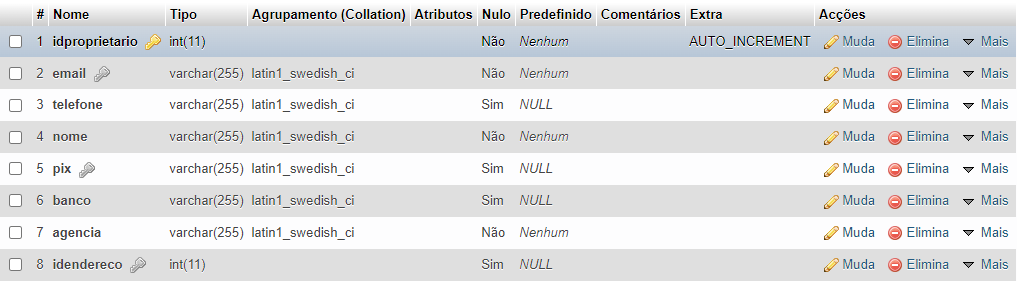 # Nome Tipo Agrupamento (Collation) Atributos Nulo Predefinido Comentários Extra Acções
1 idproprietario int(11) Não Nenhum AUTO_INCREMENT Muda Elimina Mais
2 email varchar(255) latin1_swedish_ci Não Nenhum Muda Elimina Mais
3 telefone varchar(255) latin1_swedish_ci Sim NULL Muda Elimina Mais
4 nome varchar(255) latin1_swedish_ci Não Nenhum Muda Elimina Mais
5 pix varchar(255) latin1_swedish_ci Sim NULL Muda Elimina Mais
6 banco varchar(255) latin1_swedish_ci Sim NULL Muda Elimina Mais
7 agencia varchar(255) latin1_swedish_ci Não Nenhum Muda Elimina Mais
8 idendereco int(11) Sim NULL Muda Elimina Mais